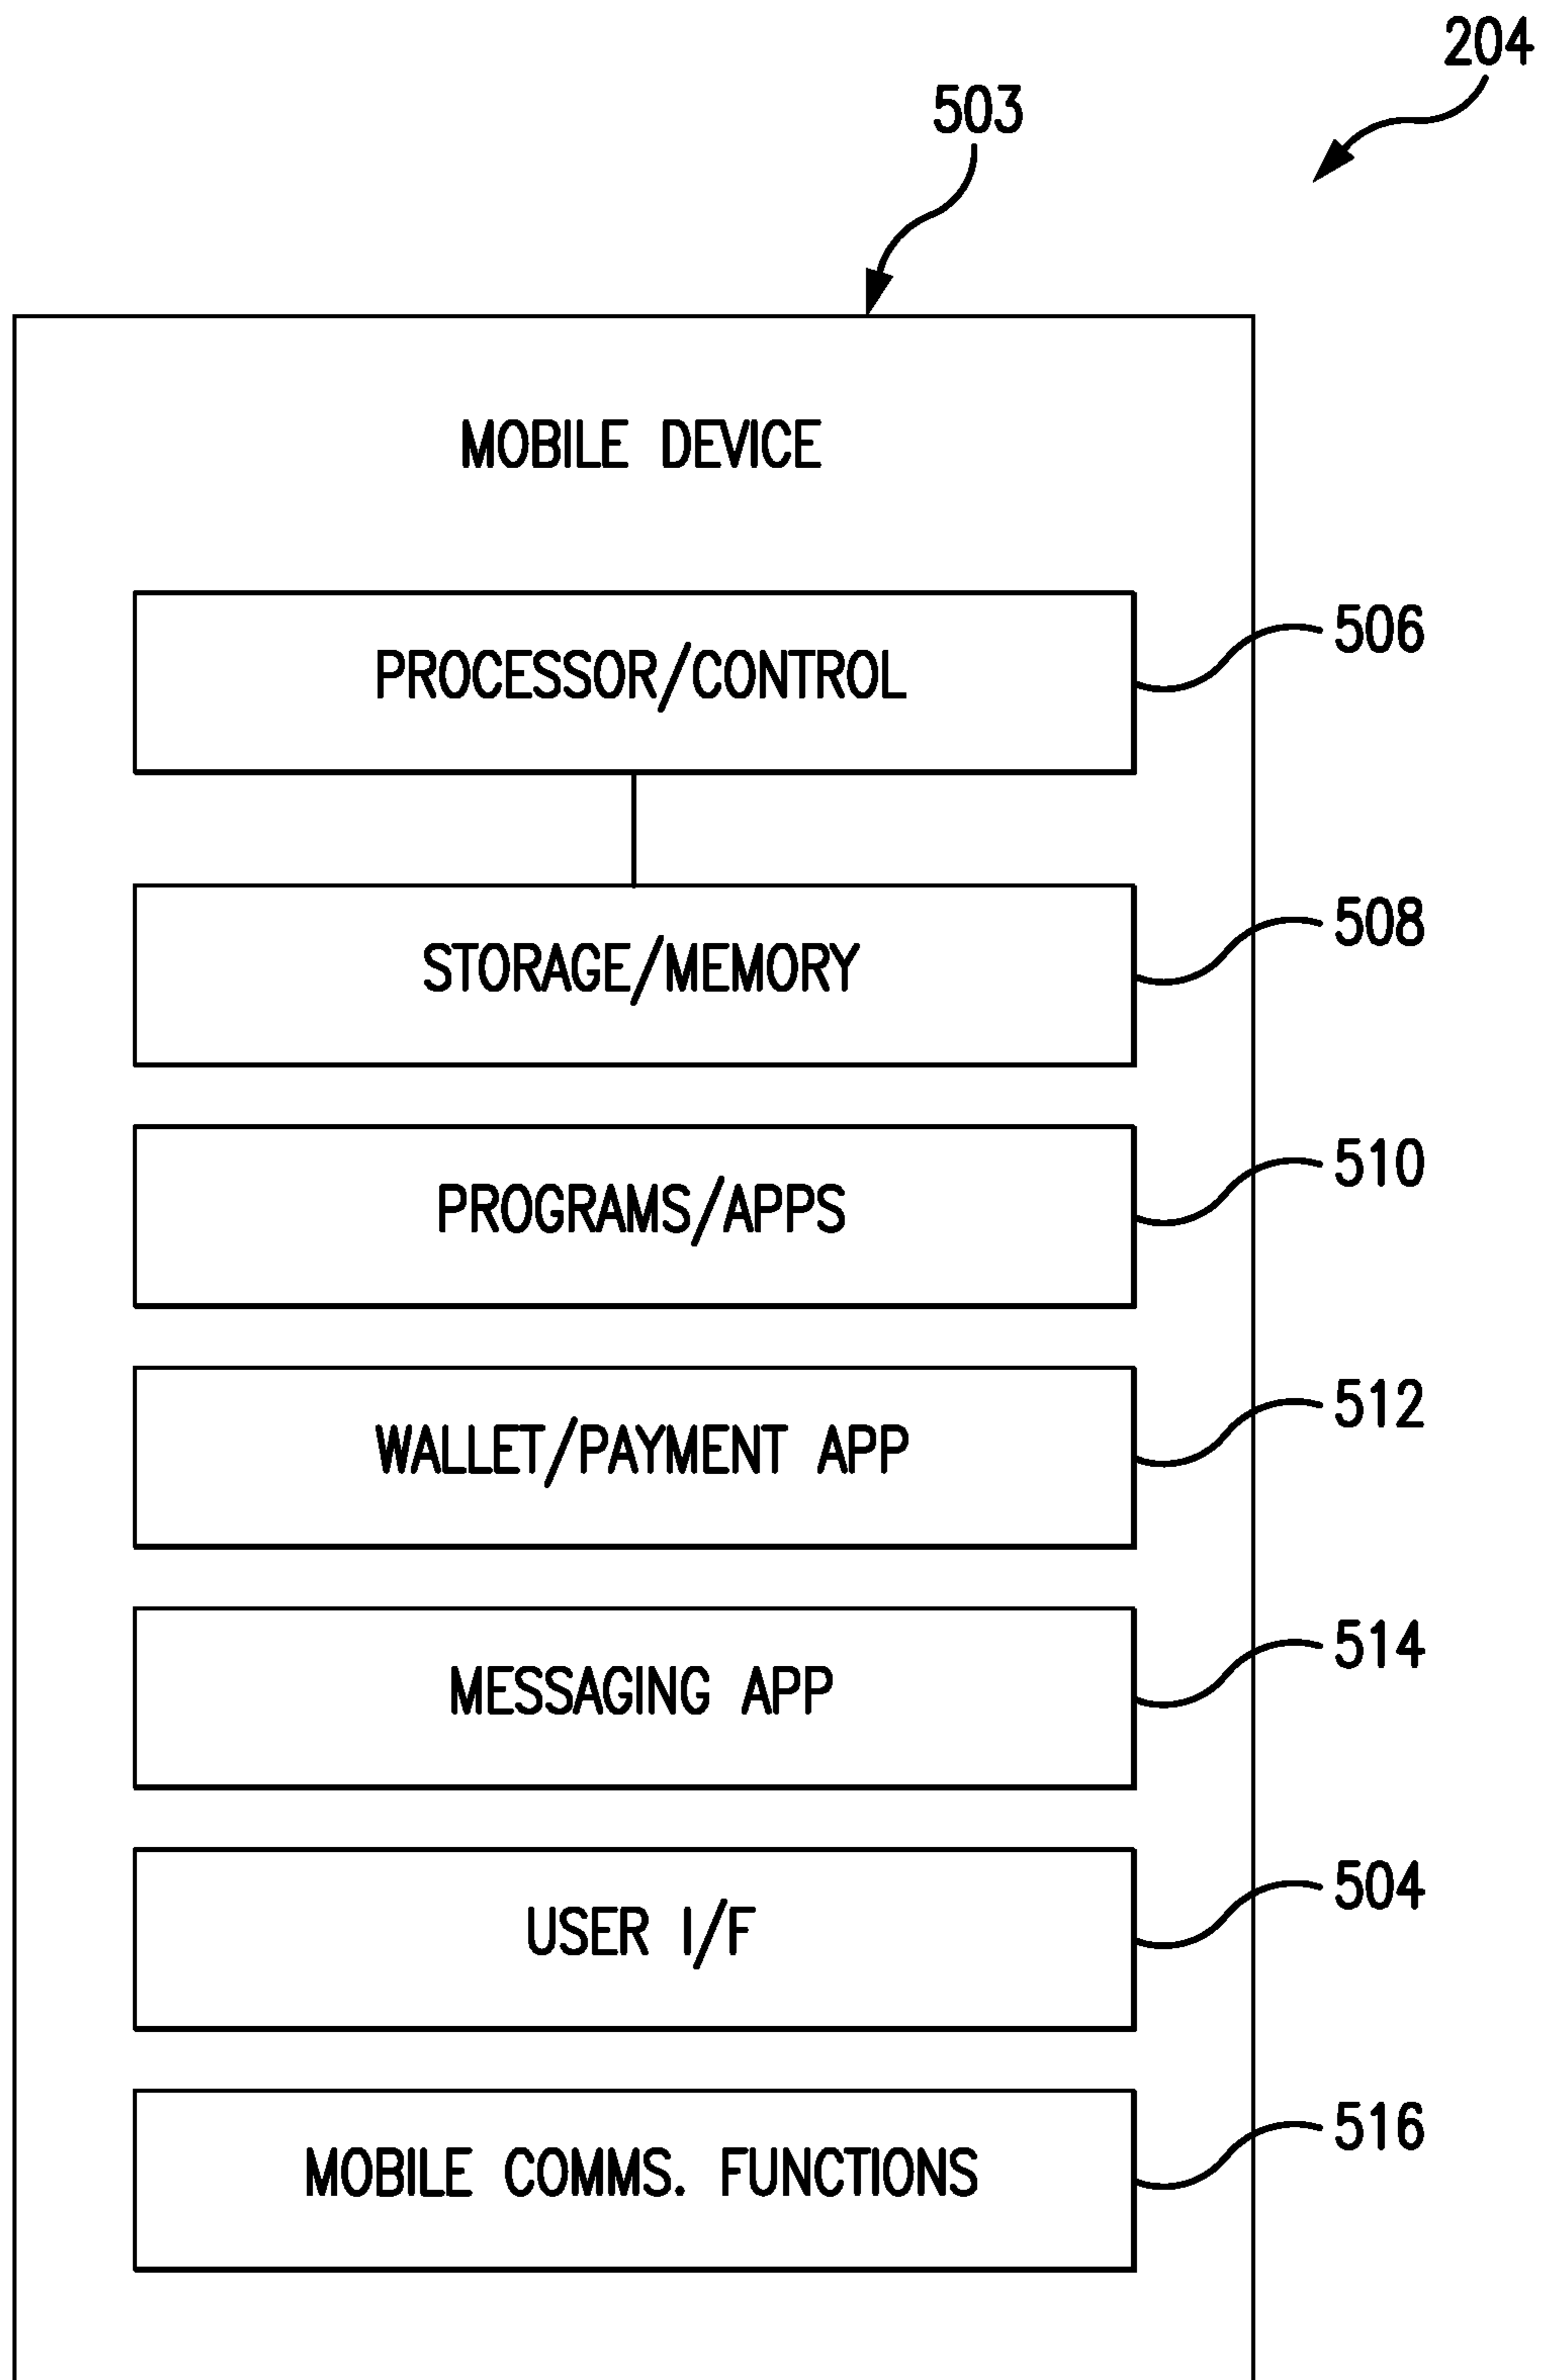 204
503
MOBILE DEVICE
PROCESSOR/CONTROL
506
STORAGE/MEMORY
508
PROGRAMS/APPS
510
WALLET/PAYMENT APP
512
MESSAGING APP
514
USER I/F
504
MOBILE COMMS. FUNCTIONS
516